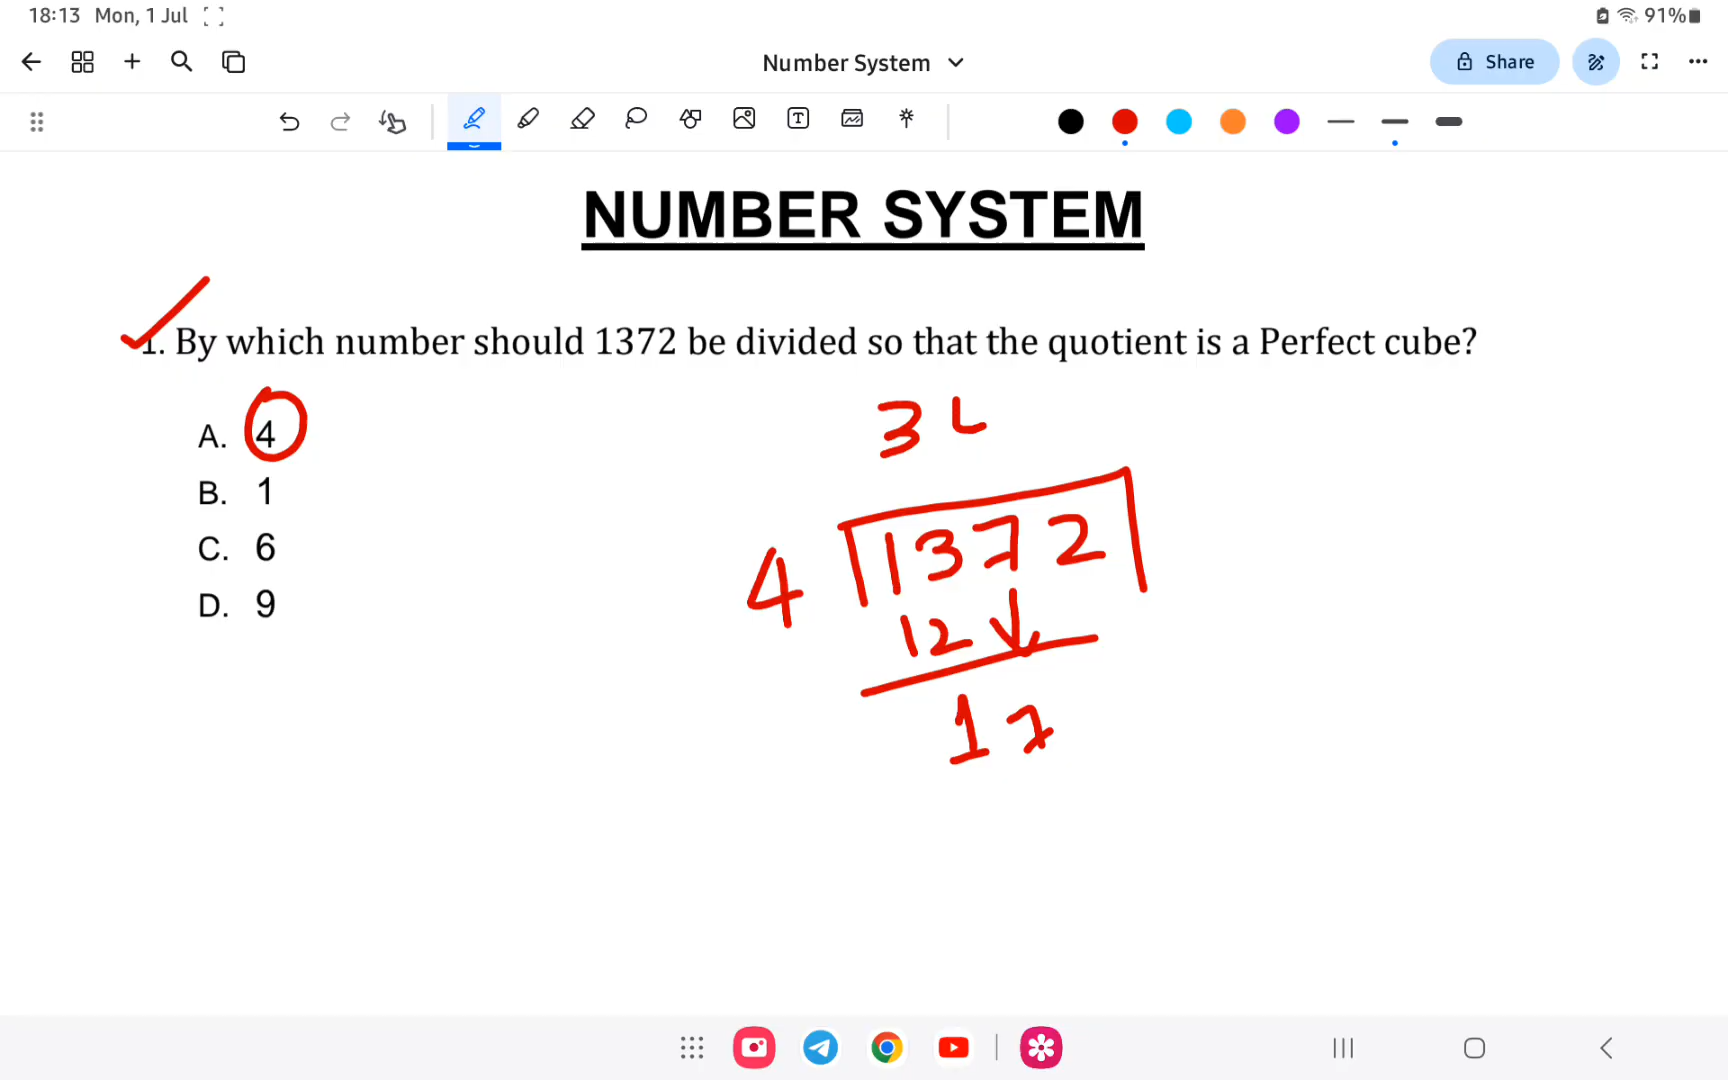 18:13 Mon, 1 Jul 91%
Number System
Share
NUMBER SYSTEM
1. By which number should 1372 be divided so that the quotient is a Perfect cube?
A. 4
B. 1
C. 6
D. 9
3
4 1372
12
17